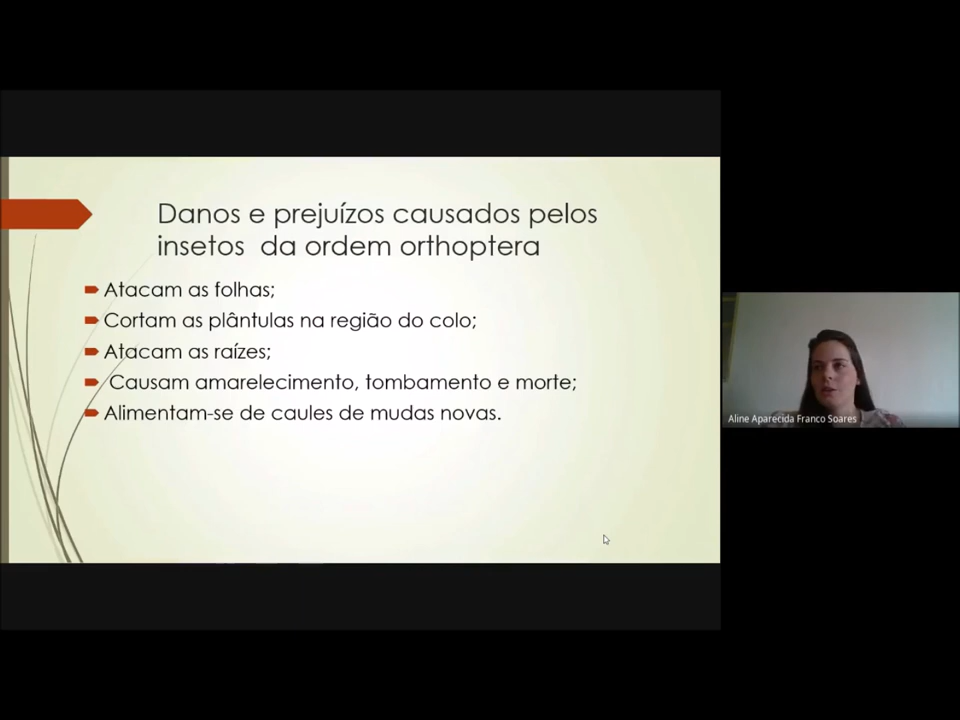 Danos e prejuízos causados pelos
insetos da ordem orthoptera
Atacam as folhas;
Cortam as plântulas na região do colo;
Atacam as raízes;
Causam amarelecimento, tombamento e morte;
Alimentam-se de caules de mudas novas.
Aline Aparecida Franco Soares